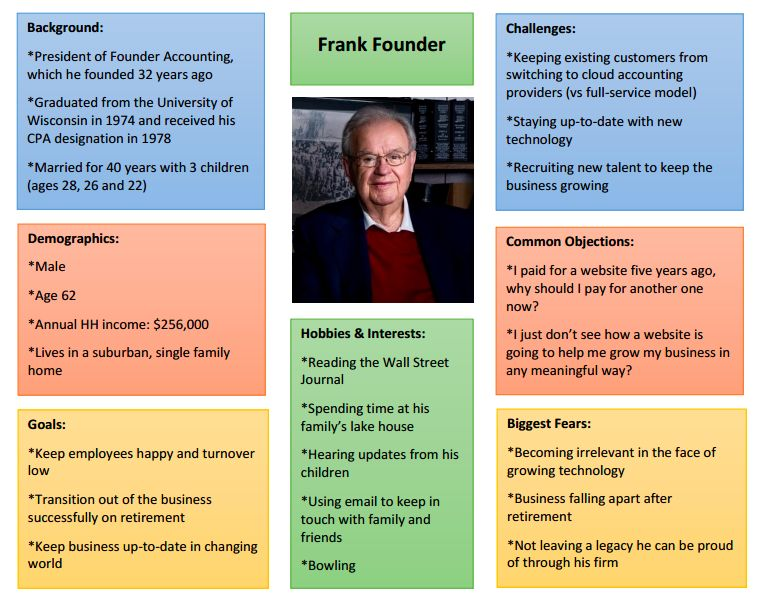 Background:
*President of Founder Accounting,
which he founded 32 years ago
*Graduated from the University of
Wisconsin in 1974 and received his
CPA designation in 1978
*Married for 40 years with 3 children
(ages 28, 26 and 22)
Demographics:
*Male
*Age 62
*Annual HH income: $256,000
*Lives in a suburban, single family
home
Goals:
*Keep employees happy and turnover
low
*Transition out of the business
successfully on retirement
*Keep business up-to-date in changing
world
Frank Founder
Hobbies & Interests:
*Reading the Wall Street
Journal
*Spending time at his
family’s lake house
*Hearing updates from his
children
*Using email to keep in
touch with family and
friends
*Bowling
Challenges:
*Keeping existing customers from
switching to cloud accounting
providers (vs full-service model)
*Staying up-to-date with new
technology
*Recruiting new talent to keep the
business growing
Common Objections:
*I paid for a website five years ago,
why should I pay for another one
now?
*I just don’t see how a website is
going to help me grow my business in
any meaningful way?
Biggest Fears:
*Becoming irrelevant in the face of
growing technology
*Business falling apart after
retirement
*Not leaving a legacy he can be proud
of through his firm